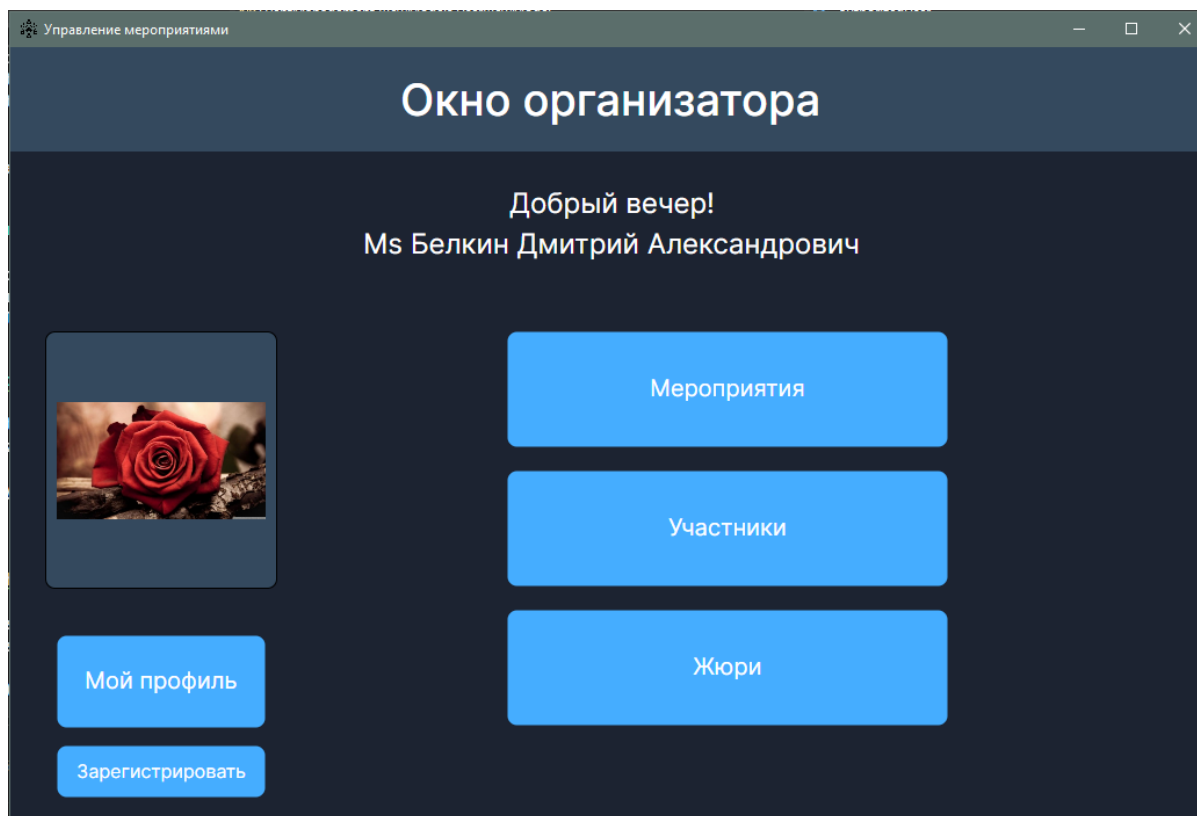 Управление мероприятиями
Окно организатора
Добрый вечер!
Ms Белкин Дмитрий Александрович
Мероприятия
Участники
Жюри
Мой профиль
Зарегистрировать